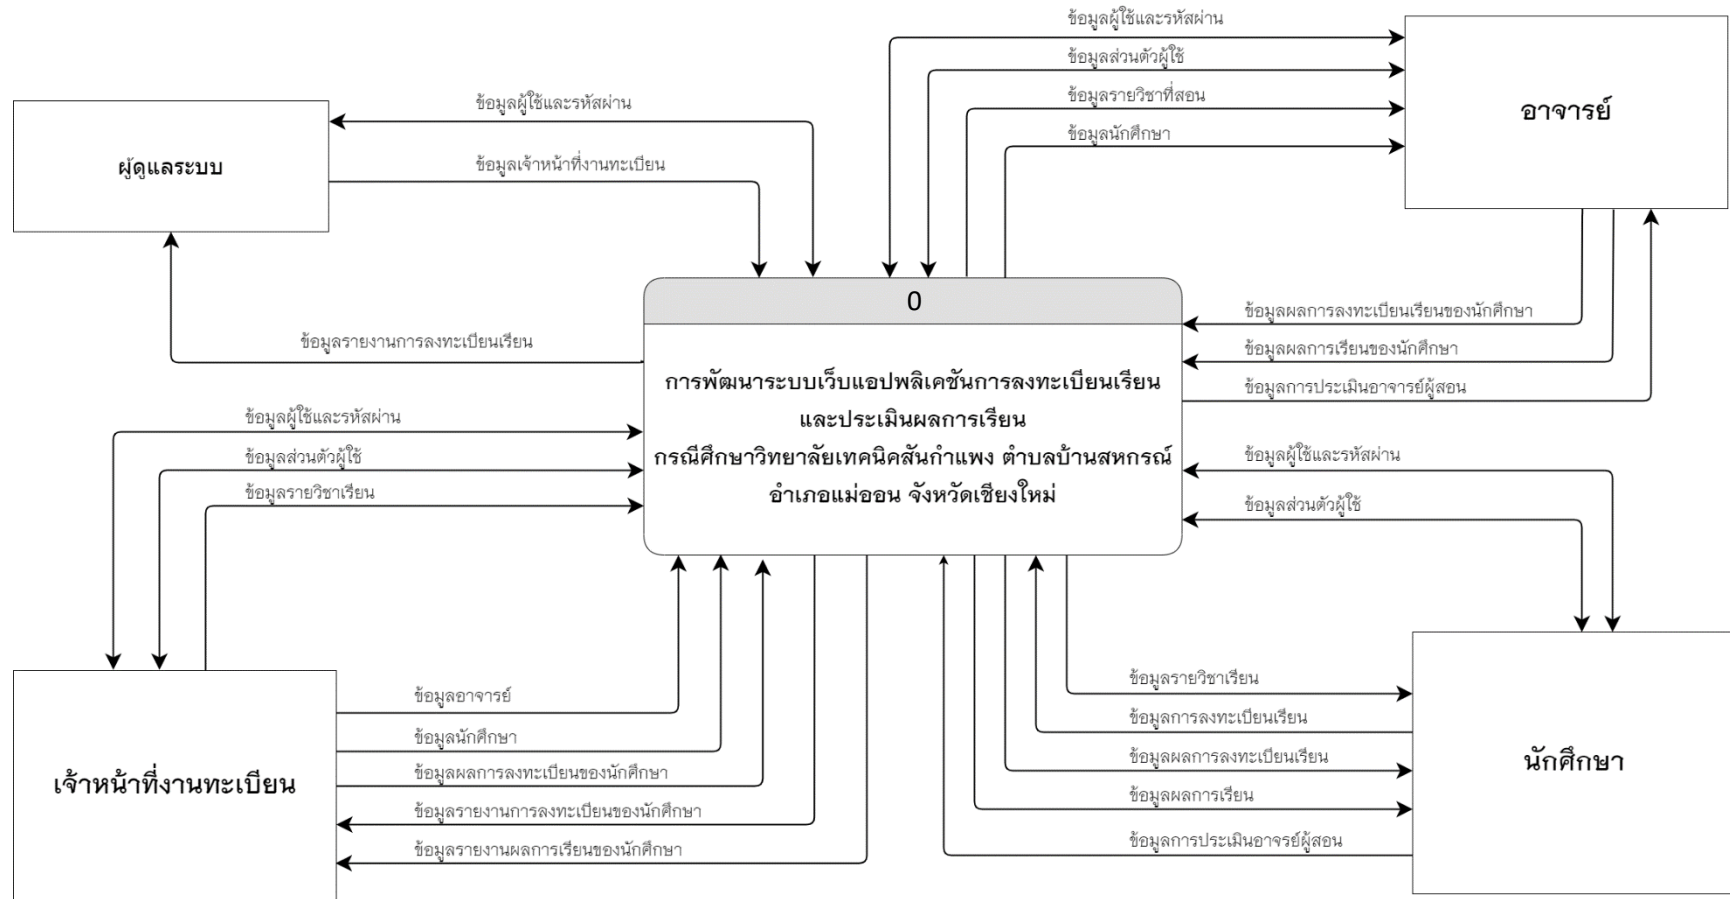 ข้อมูลผู้ใช้และรหัสผ่าน
ข้อมูลส่วนตัวผู้ใช้
ข้อมูลรายวิชาที่สอน
ข้อมูลนักศึกษา
อาจารย์
ข้อมูลผู้ใช้และรหัสผ่าน
ข้อมูลเจ้าหน้าที่งานทะเบียน
ผู้ดูแลระบบ
ข้อมูลรายงานการลงทะเบียนเรียน
0
การพัฒนาระบบเว็บแอปพลิเคชันการลงทะเบียนเรียน
และประเมินผลการเรียน
กรณีศึกษาวิทยาลัยเทคนิคสันกำแพง ตำบลบ้านสหกรณ์
อำเภอแม่ออน จังหวัดเชียงใหม่
ข้อมูลผลการลงทะเบียนเรียนของนักศึกษา
ข้อมูลผลการเรียนของนักศึกษา
ข้อมูลการประเมินอาจารย์ผู้สอน
ข้อมูลผู้ใช้และรหัสผ่าน
ข้อมูลส่วนตัวผู้ใช้
ข้อมูลรายวิชาเรียน
ข้อมูลผู้ใช้และรหัสผ่าน
ข้อมูลส่วนตัวผู้ใช้
เจ้าหน้าที่งานทะเบียน
ข้อมูลอาจารย์
ข้อมูลนักศึกษา
ข้อมูลผลการลงทะเบียนของนักศึกษา
ข้อมูลรายงานการลงทะเบียนของนักศึกษา
ข้อมูลรายงานผลการเรียนของนักศึกษา
ข้อมูลรายวิชาเรียน
ข้อมูลการลงทะเบียนเรียน
ข้อมูลผลการลงทะเบียนเรียน
ข้อมูลผลการเรียน
ข้อมูลการประเมินอาจรย์ผู้สอน
นักศึกษา